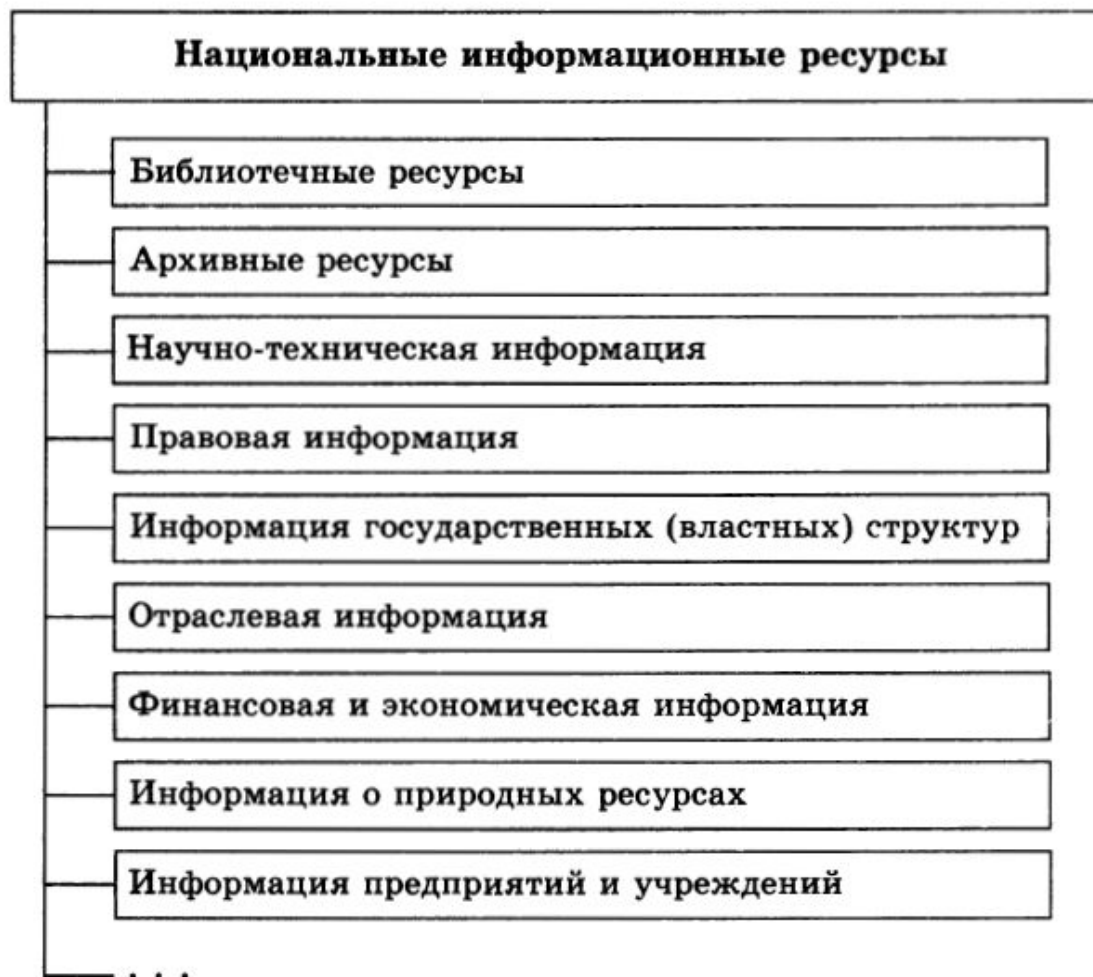 Национальные информационные ресурсы
Библиотечные ресурсы
Архивные ресурсы
Научно-техническая информация
Правовая информация
Информация государственных (властных) структур
Отраслевая информация
Финансовая и экономическая информация
Информация о природных ресурсах
Информация предприятий и учреждений
. . .